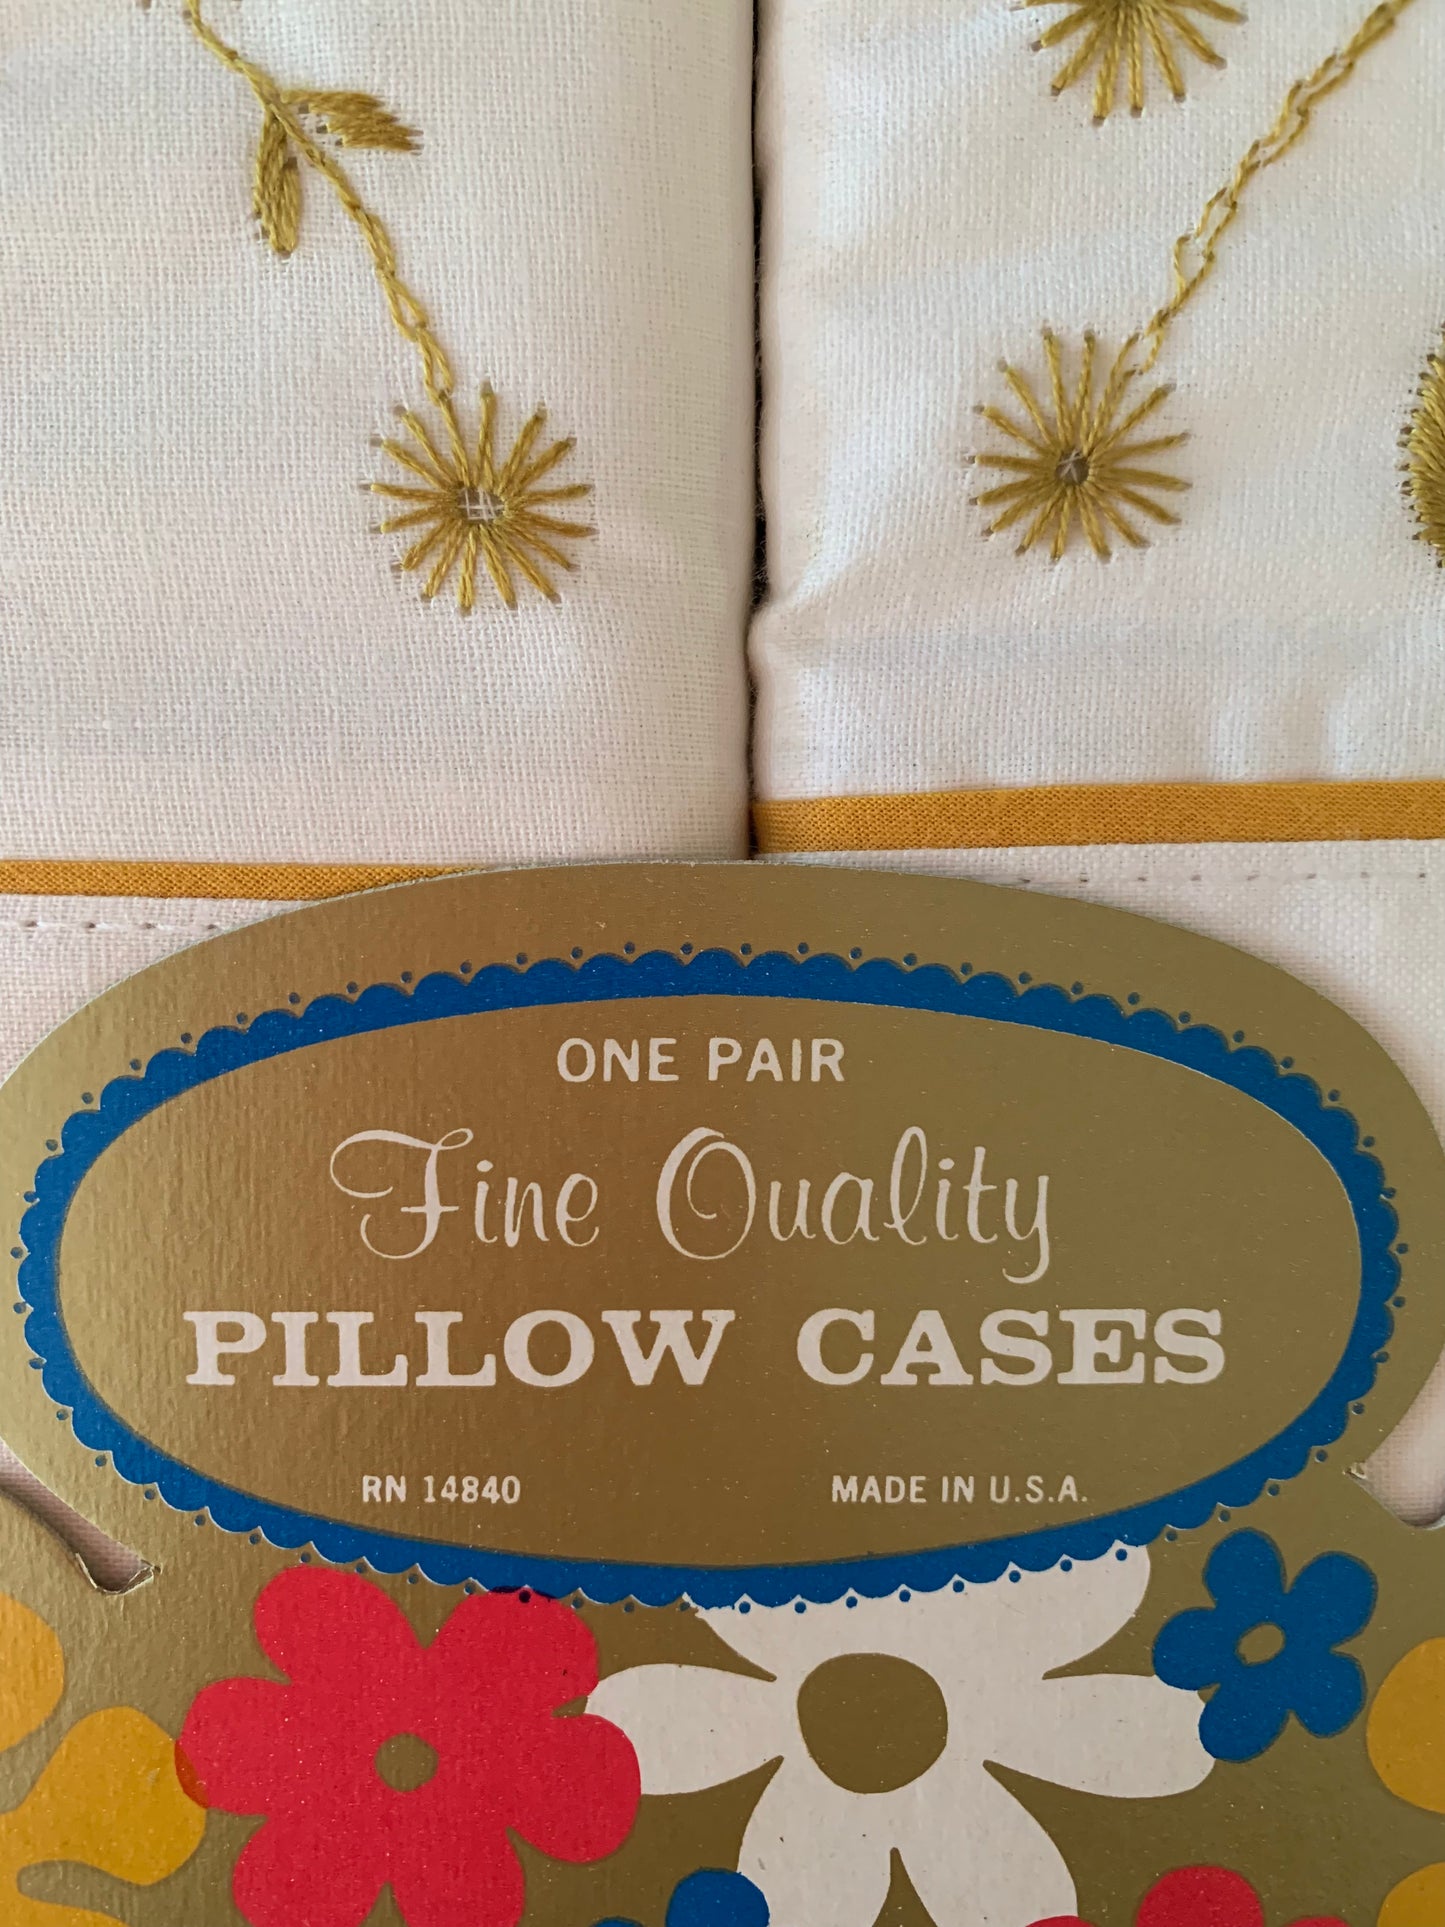 ONE PAIR
Fine Quality
PILLOW CASES
RN 14840 MADE IN U.S.A.